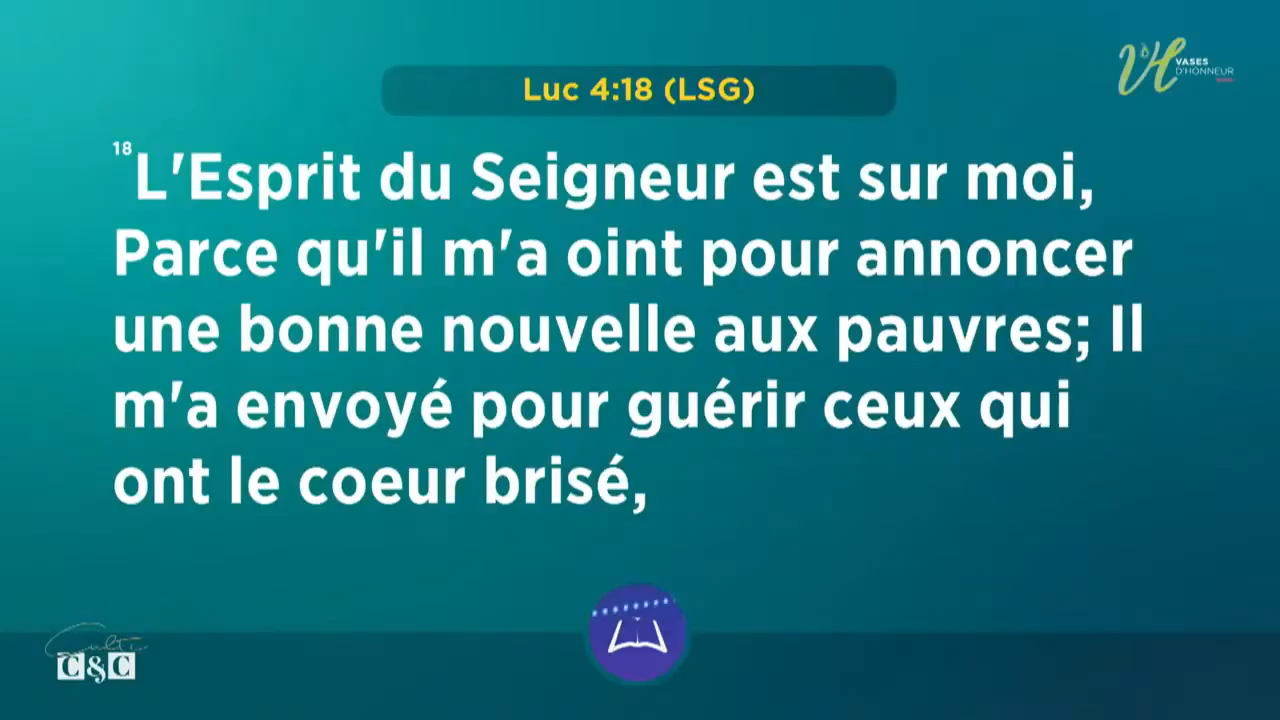 VASES
D'HONNEUR
Luc 4:18 (LSG)
18 L'Esprit du Seigneur est sur moi,
Parce qu'il m'a oint pour annoncer
une bonne nouvelle aux pauvres; Il
m'a envoyé pour guérir ceux qui
ont le coeur brisé,
Culte
C&C